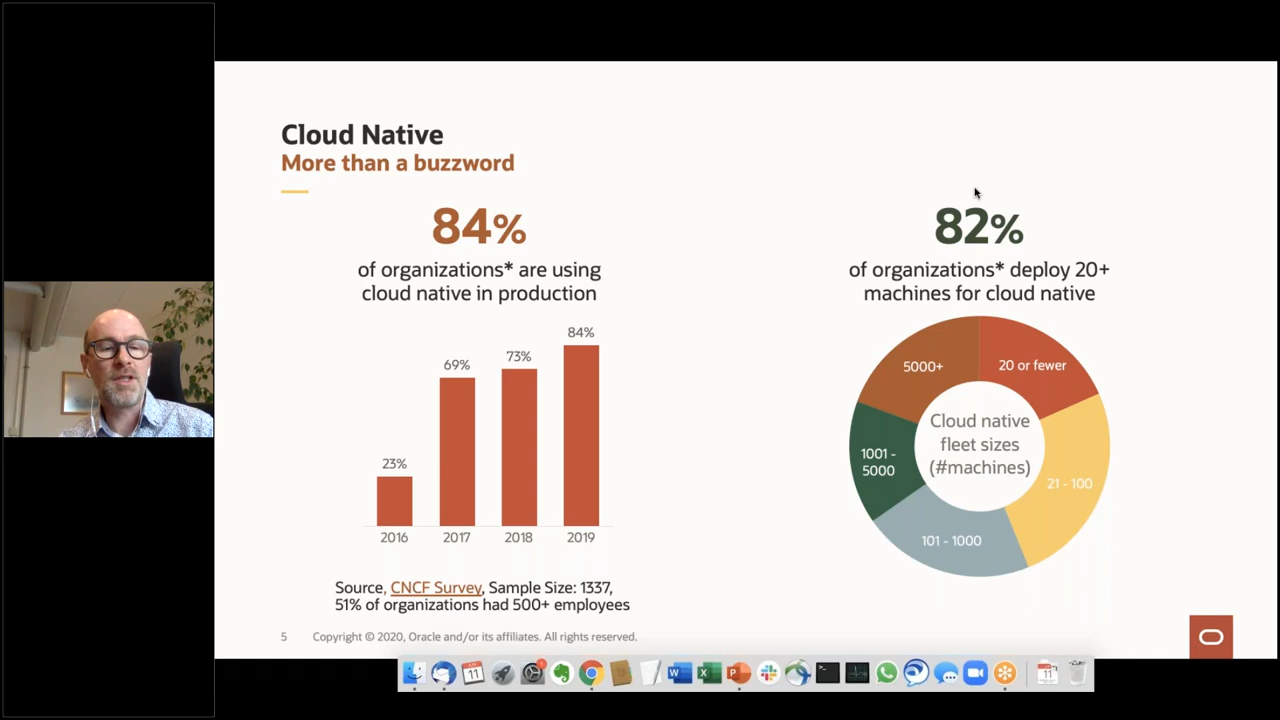 Cloud Native
More than a buzzword
84%
of organizations* are using
cloud native in production
84%
73%
69%
23%
2016
2017
2018
2019
Source, CNCF Survey, Sample Size: 1337,
51% of organizations had 500+ employees
82%
of organizations* deploy 20+
machines for cloud native
5000+
20 or fewer
Cloud native
fleet sizes
(#machines)
1001 -
5000
21 - 100
101 - 1000
5
Copyright © 2020, Oracle and/or its affiliates. All rights reserved.
11
1
11